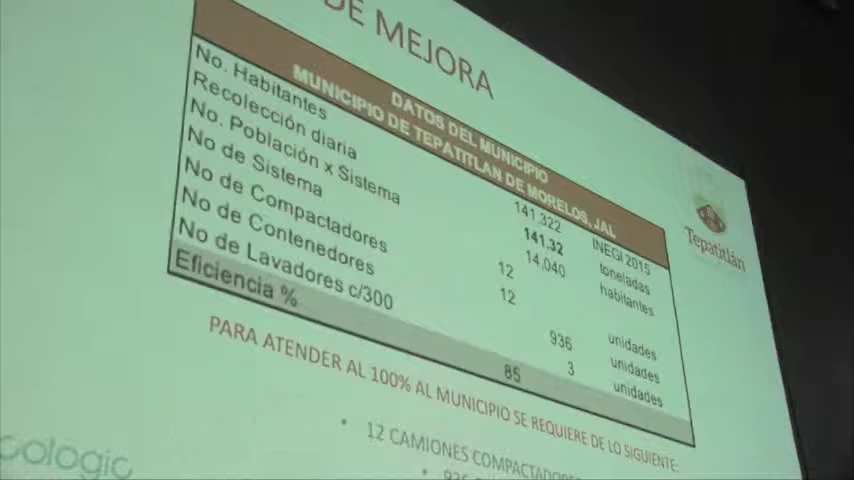 DE MEJORA
DATOS DEL MUNICIPIO
MUNICIPIO DE TEPATITLAN DE MORELOS, JAL
No. Habitantes 141,322 INEGI 2015
Recolección diaria 141.32 toneladas
No. Población x Sistema 14,040 habitantes
No de Sistema 12
No de Compactadores 12 unidades
No de Contenedores 936 unidades
No de Lavadores c/300 3 unidades
Eficiencia % 85
Tepatitlán
PARA ATENDER AL 100% AL MUNICIPIO SE REQUIERE DE LO SIGUIENTE:
• 12 CAMIONES
cologic